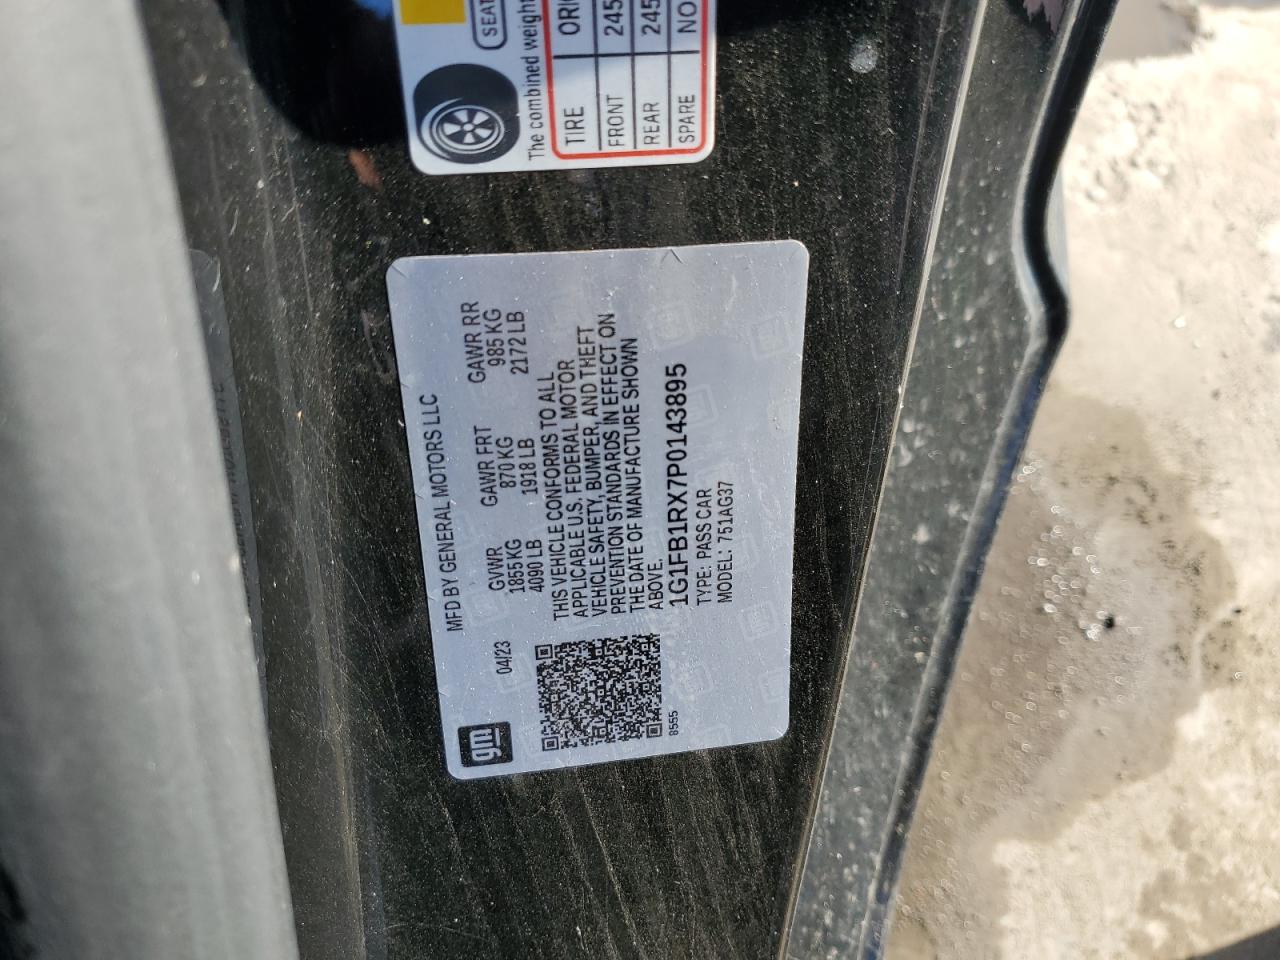 gm
MFD BY GENERAL MOTORS LLC
04/23
GVWR GAWR FRT GAWR RR
1855 KG 870 KG 985 KG
4090 LB 1918 LB 2172 LB
THIS VEHICLE CONFORMS TO ALL
APPLICABLE U.S. FEDERAL MOTOR
VEHICLE SAFETY, BUMPER, AND THEFT
PREVENTION STANDARDS IN EFFECT ON
THE DATE OF MANUFACTURE SHOWN
ABOVE.
1G1FB1RX7P0143895
TYPE: PASS CAR
MODEL: 751AG37
8555
SEAT
The combined weight
TIRE
FRONT 245
REAR 245
SPARE